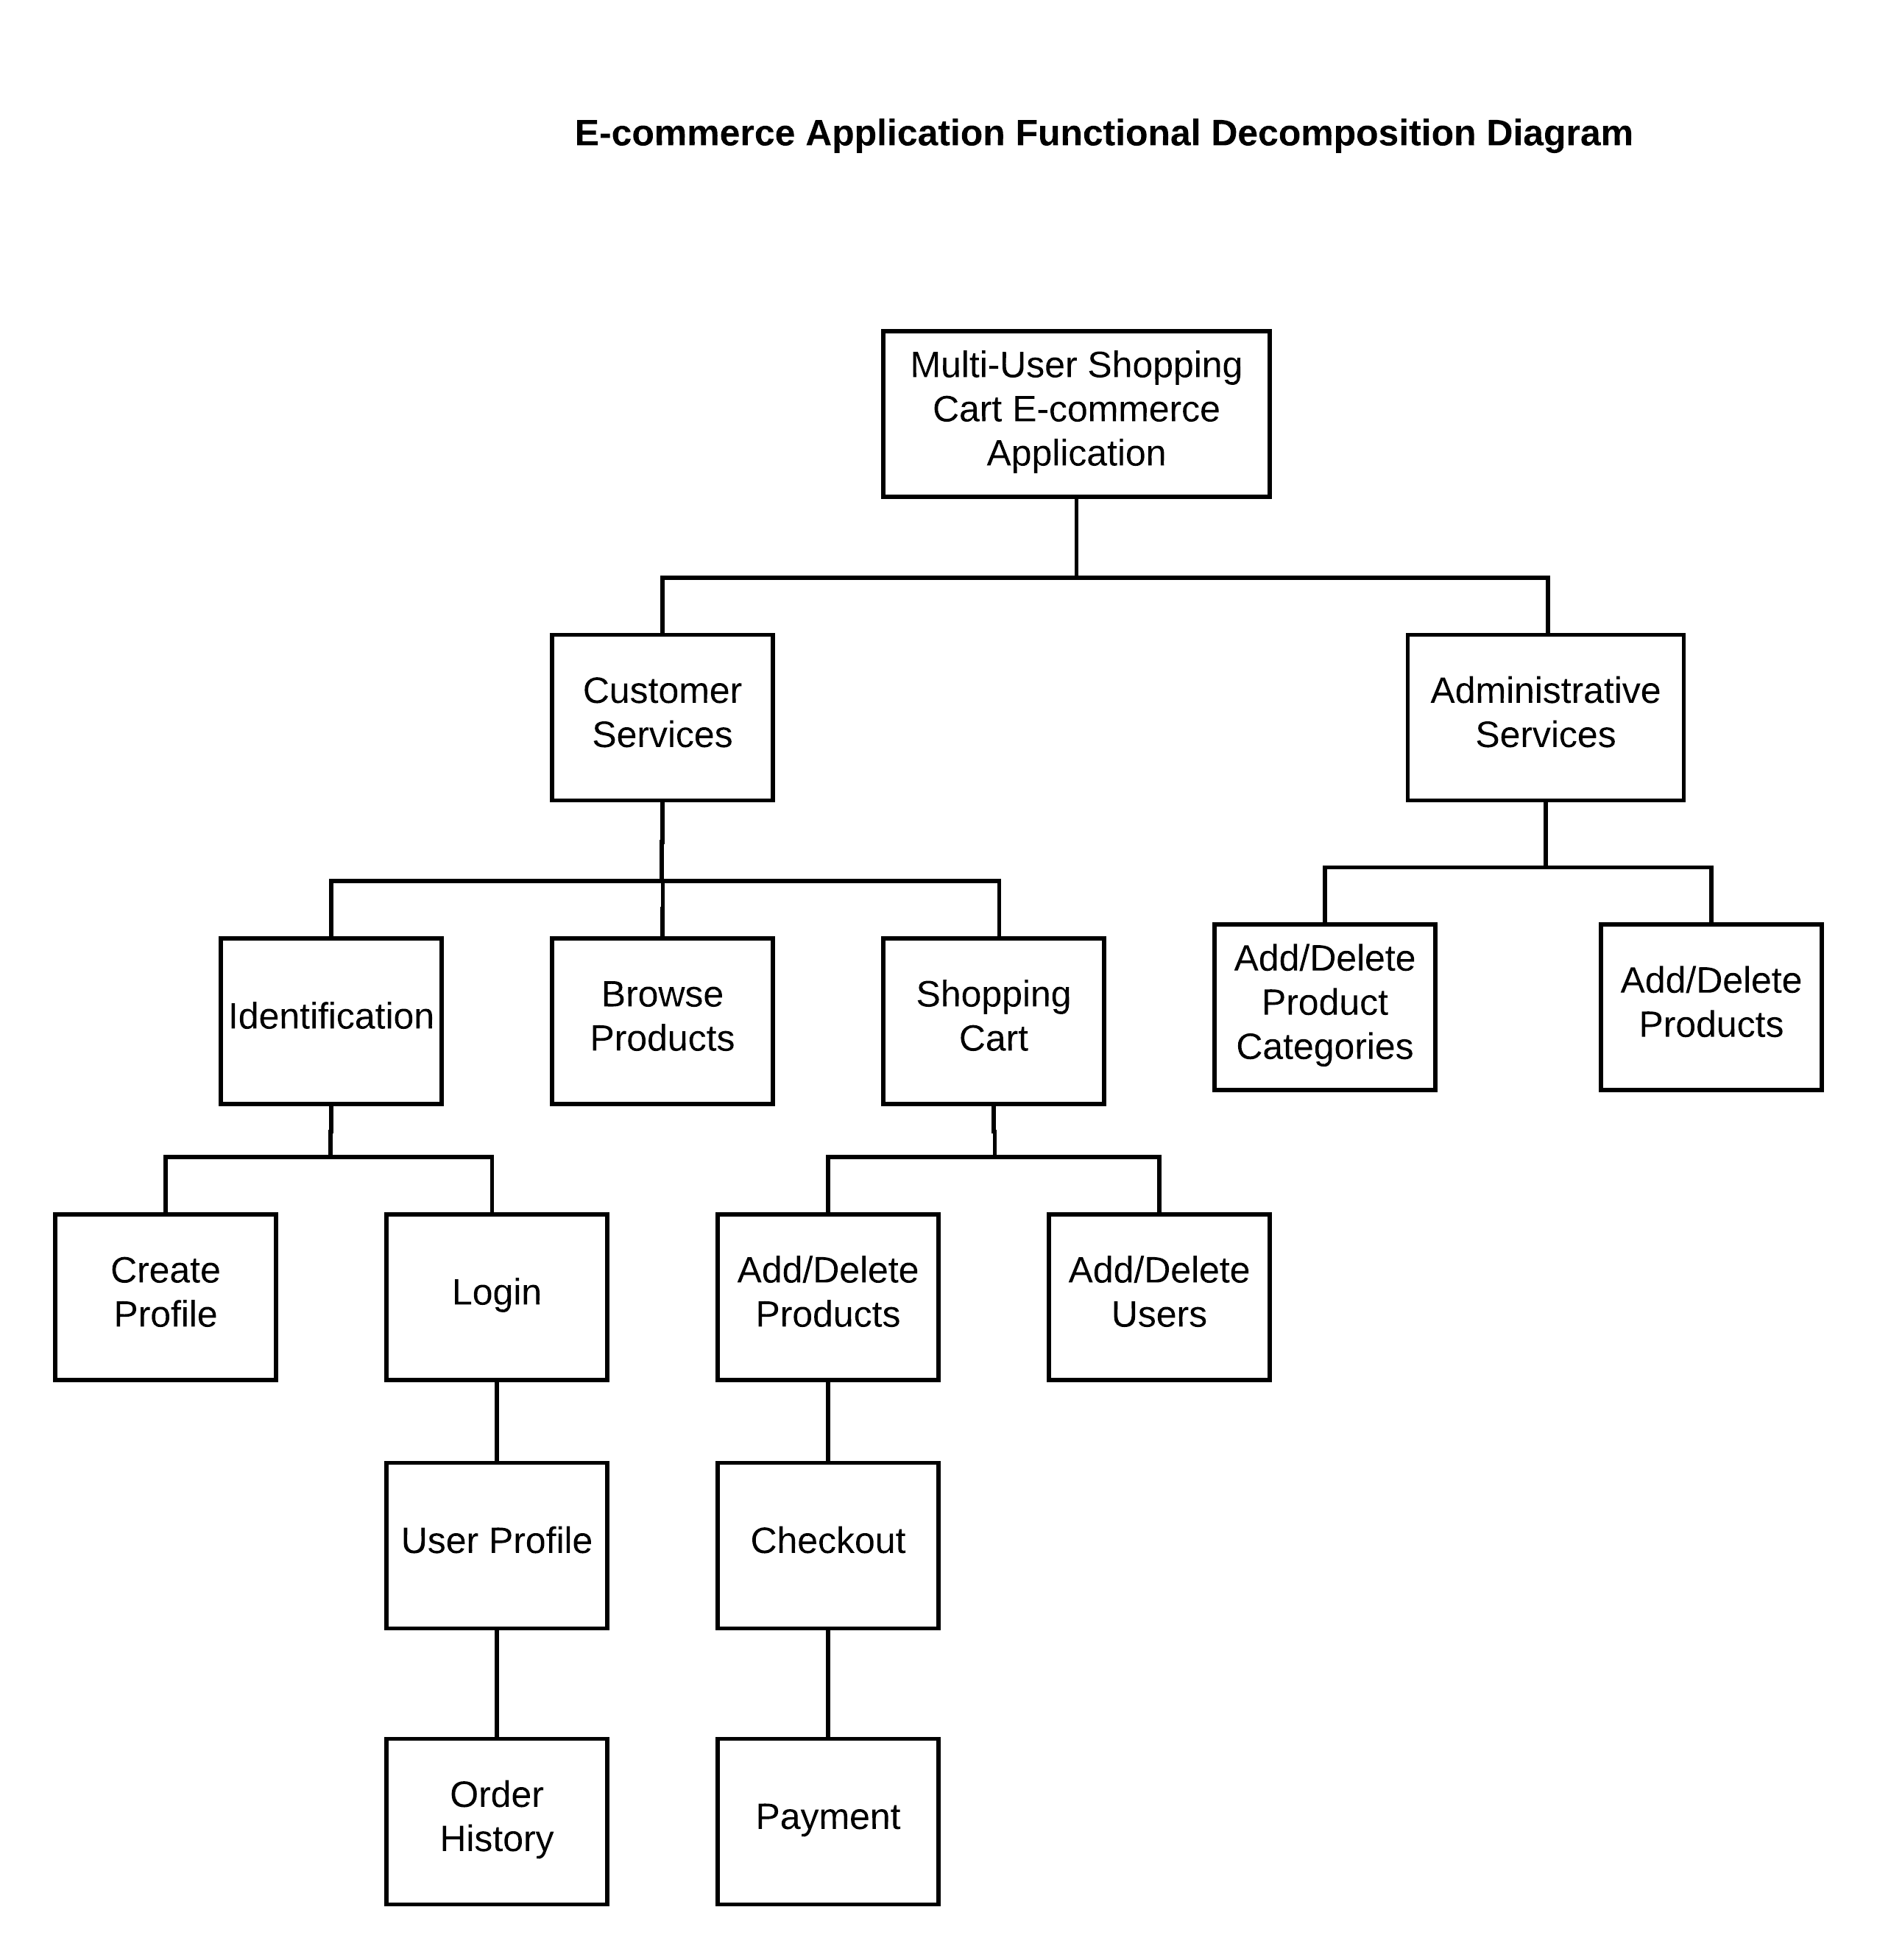 E-commerce Application Functional Decomposition Diagram
Multi-User Shopping
Cart E-commerce
Application
Customer
Services
Administrative
Services
Identification
Browse
Products
Shopping
Cart
Add/Delete
Product
Categories
Add/Delete
Products
Create
Profile
Login
Add/Delete
Products
Add/Delete
Users
User Profile
Checkout
Order
History
Payment